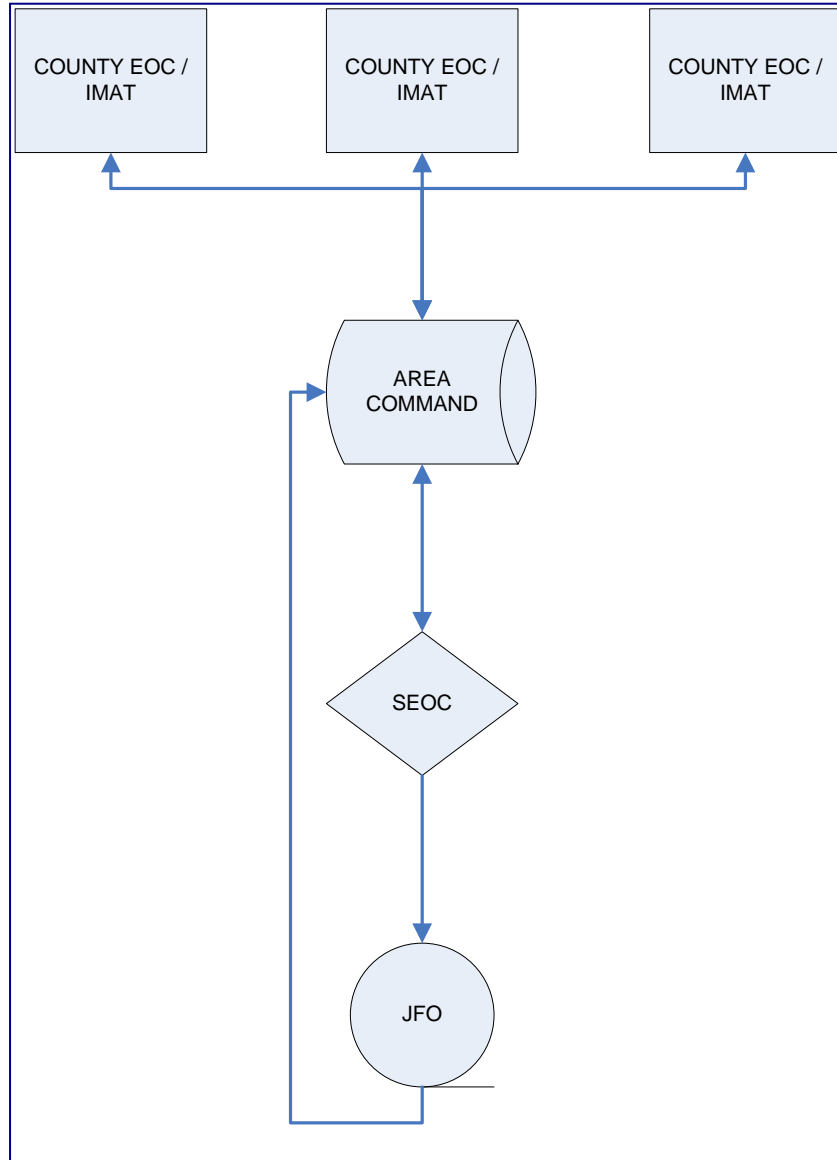 COUNTY EOC /
IMAT
COUNTY EOC /
IMAT
COUNTY EOC /
IMAT
AREA
COMMAND
SEOC
JFO